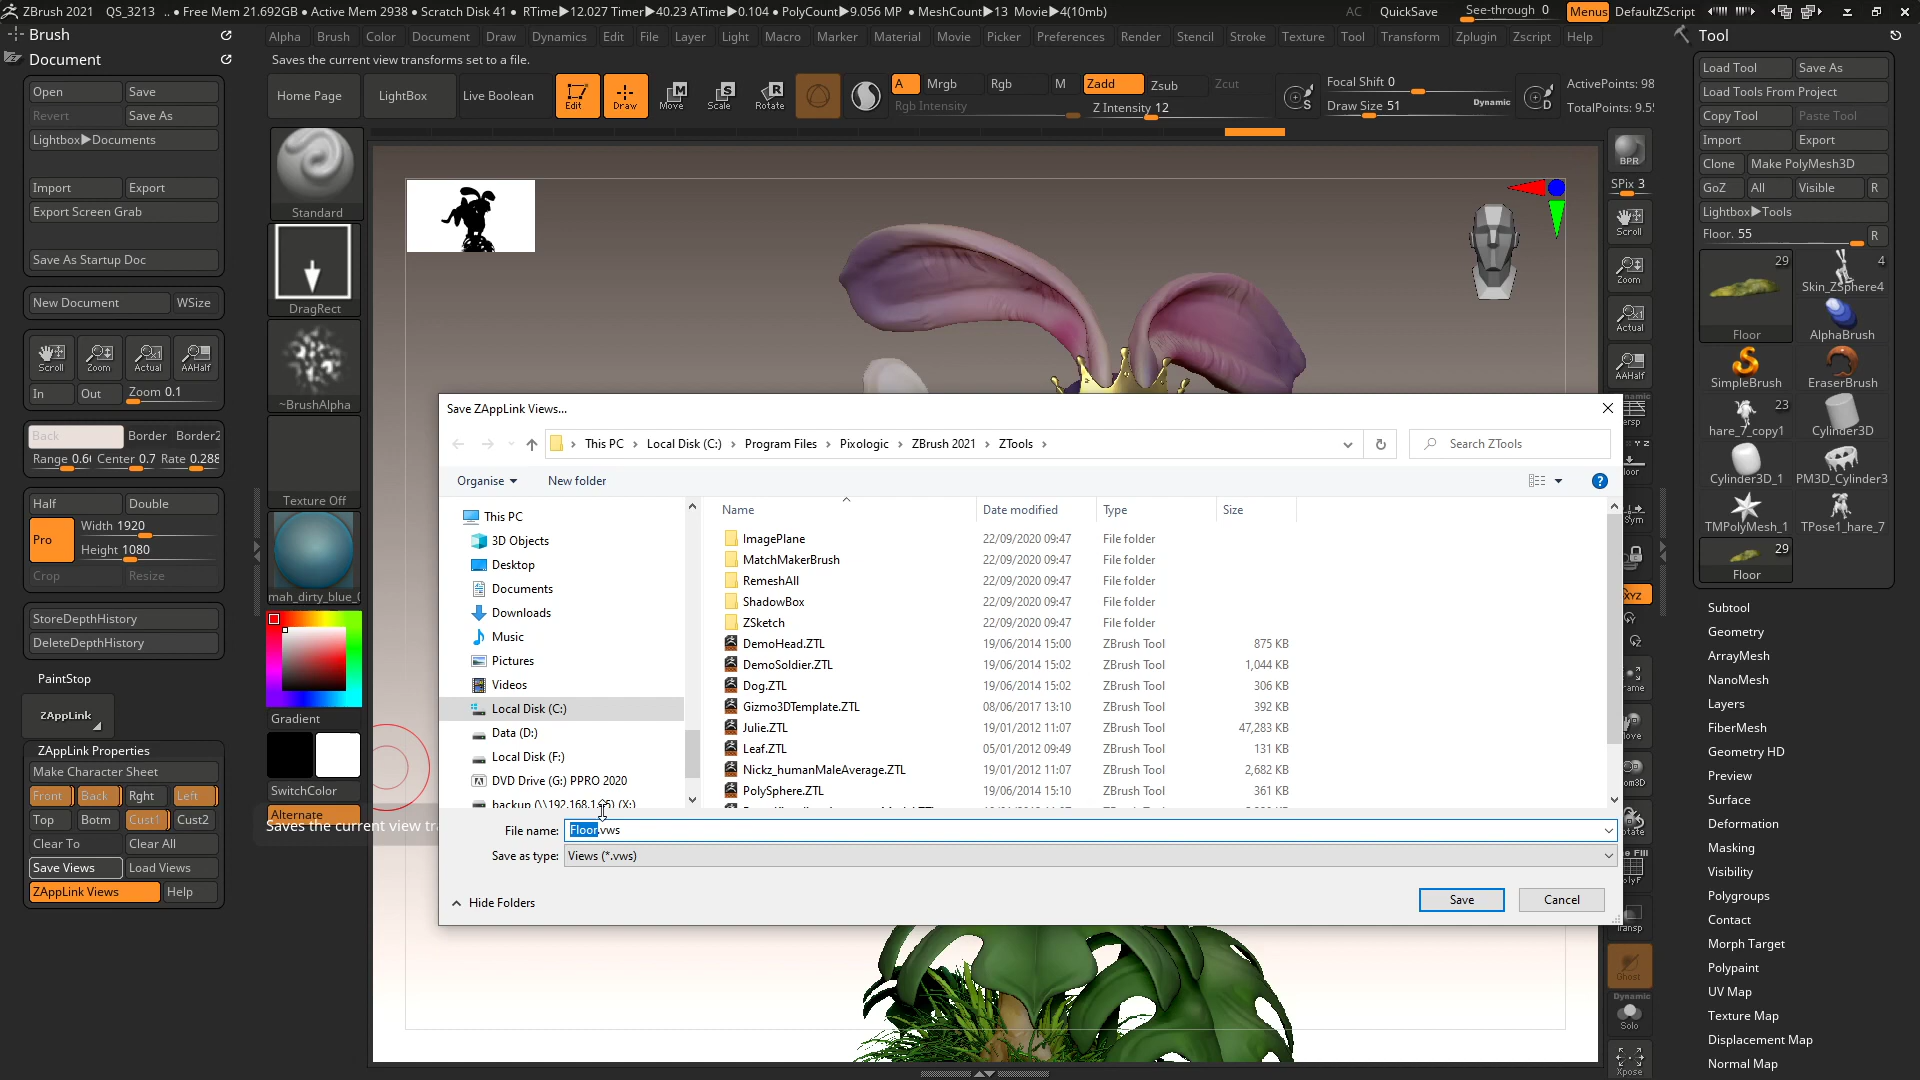 ZBrush 2021 QS_3213 .. • Free Mem 21.692GB • Active Mem 2938 • Scratch Disk 41 • RTime▶12.027 Timer▶40.23 ATime▶0.104 • PolyCount▶9.056 MP • MeshCount▶13 Movie▶4(10mb) AC QuickSave See-through 0 Menus DefaultZScript
Brush
Alpha Brush Color Document Draw Dynamics Edit File Layer Light Macro Marker Material Movie Picker Preferences Render Stencil Stroke Texture Tool Transform Zplugin Zscript Help
Tool
Document
Saves the current view transforms set to a file.
Open Save
Revert Save As
Lightbox▶Documents
Import Export
Export Screen Grab
Save As Startup Doc
New Document WSize
Scroll Zoom Actual AAHalf
In Out Zoom 0.1
Back Border Border2
Range 0.6 Center 0.7 Rate 0.288
Half Double
Pro Width 1920
Height 1080
Crop Resize
StoreDepthHistory
DeleteDepthHistory
PaintStop
ZAppLink
ZAppLink Properties
Make Character Sheet
Front Back Rght Left
Top Botm Cust1 Cust2
Clear To Clear All
Save Views Load Views
ZAppLink Views Help
Home Page LightBox Live Boolean Edit Draw Move Scale Rotate
A Mrgb Rgb M Zadd Zsub Zcut
Rgb Intensity Z Intensity 12
S Focal Shift 0
Draw Size 51 Dynamic
D ActivePoints: 98
TotalPoints: 9.5
Standard
DragRect
~BrushAlpha
Texture Off
mah_dirty_blue_
Gradient
SwitchColor
Alternate
Saves the current view tra
Save ZAppLink Views...
This PC › Local Disk (C:) › Program Files › Pixologic › ZBrush 2021 › ZTools ›
Search ZTools
Organise New folder
This PC
3D Objects
Desktop
Documents
Downloads
Music
Pictures
Videos
Local Disk (C:)
Data (D:)
Local Disk (F:)
DVD Drive (G:) PPRO 2020
Name Date modified Type Size
ImagePlane 22/09/2020 09:47 File folder
MatchMakerBrush 22/09/2020 09:47 File folder
RemeshAll 22/09/2020 09:47 File folder
ShadowBox 22/09/2020 09:47 File folder
ZSketch 22/09/2020 09:47 File folder
DemoHead.ZTL 19/06/2014 15:00 ZBrush Tool 875 KB
DemoSoldier.ZTL 19/06/2014 15:02 ZBrush Tool 1,044 KB
Dog.ZTL 19/06/2014 15:02 ZBrush Tool 306 KB
Gizmo3DTemplate.ZTL 08/06/2017 13:10 ZBrush Tool 392 KB
Julie.ZTL 19/01/2012 11:07 ZBrush Tool 47,283 KB
Leaf.ZTL 05/01/2012 09:49 ZBrush Tool 131 KB
Nickz_humanMaleAverage.ZTL 19/01/2012 11:07 ZBrush Tool 2,682 KB
PolySphere.ZTL 19/06/2014 15:10 ZBrush Tool 361 KB
File name: Floor.vws
Save as type: Views (*.vws)
Hide Folders Save Cancel
BPR
SPix 3
Scroll
Zoom
Actual
AAHalf
Ghost
Dynamic
Solo
Xpose
Load Tool Save As
Load Tools From Project
Copy Tool Paste Tool
Import Export
Clone Make PolyMesh3D
GoZ All Visible R
Lightbox▶Tools
Floor. 55 R
29 Floor
4 Skin_ZSphere4
AlphaBrush
SimpleBrush EraserBrush
23
hare_7_copy1 Cylinder3D
Cylinder3D_1 PM3D_Cylinder3
TMPolyMesh_1 TPose1_hare_7
29
Floor
Subtool
Geometry
ArrayMesh
NanoMesh
Layers
FiberMesh
Geometry HD
Preview
Surface
Deformation
Masking
Visibility
Polygroups
Contact
Morph Target
Polypaint
UV Map
Texture Map
Displacement Map
Normal Map